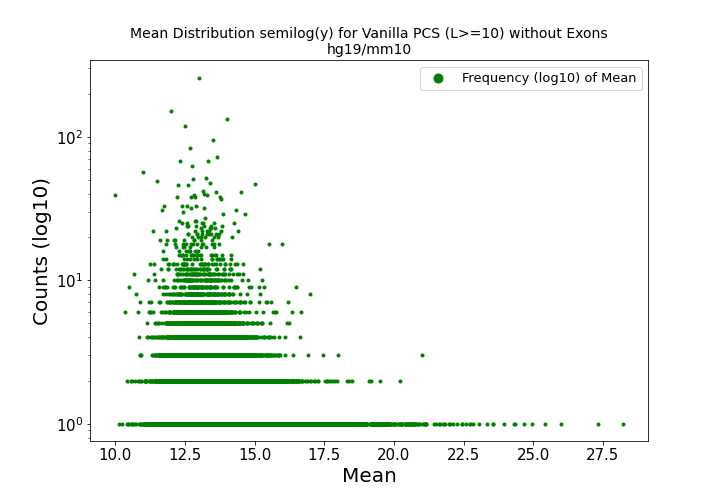 Mean Distribution semilog(y) for Vanilla PCS (L>=10) without Exons
hg19/mm10
Frequency (log10) of Mean
Counts (log10)
10²
10¹
10⁰
10.0 12.5 15.0 17.5 20.0 22.5 25.0 27.5
Mean